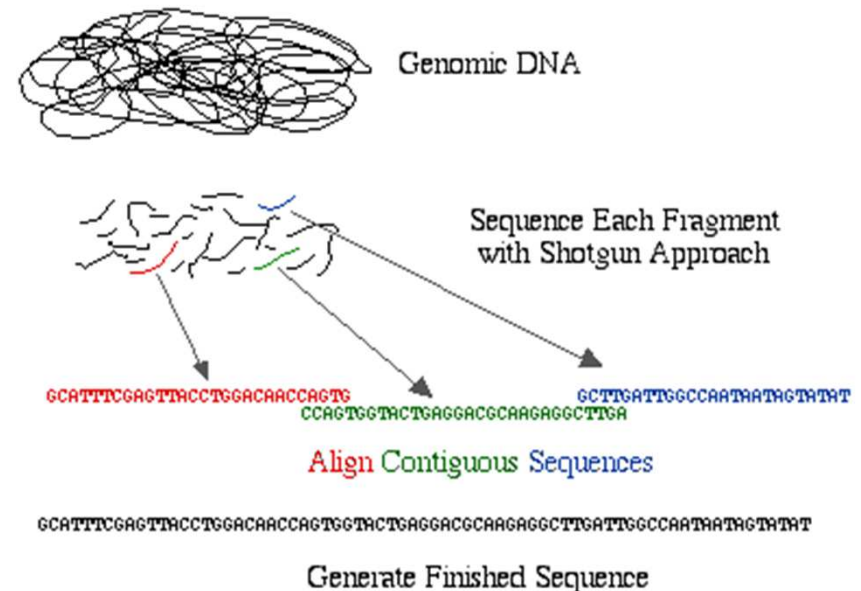 Genomic DNA
Sequence Each Fragment
with Shotgun Approach
GCATTTCGAGTTACCTGGACAACCAGTG
GCTTGATTGGCCAATAATAGTATAT
CCAGTGGTACTGAGGACGCAAGAGGCTTGA
Align Contiguous Sequences
GCATTTCGAGTTACCTGGACAACCAGTGGTACTGAGGACGCAAGAGGCTTGATTGGCCAATAATAGTATAT
Generate Finished Sequence